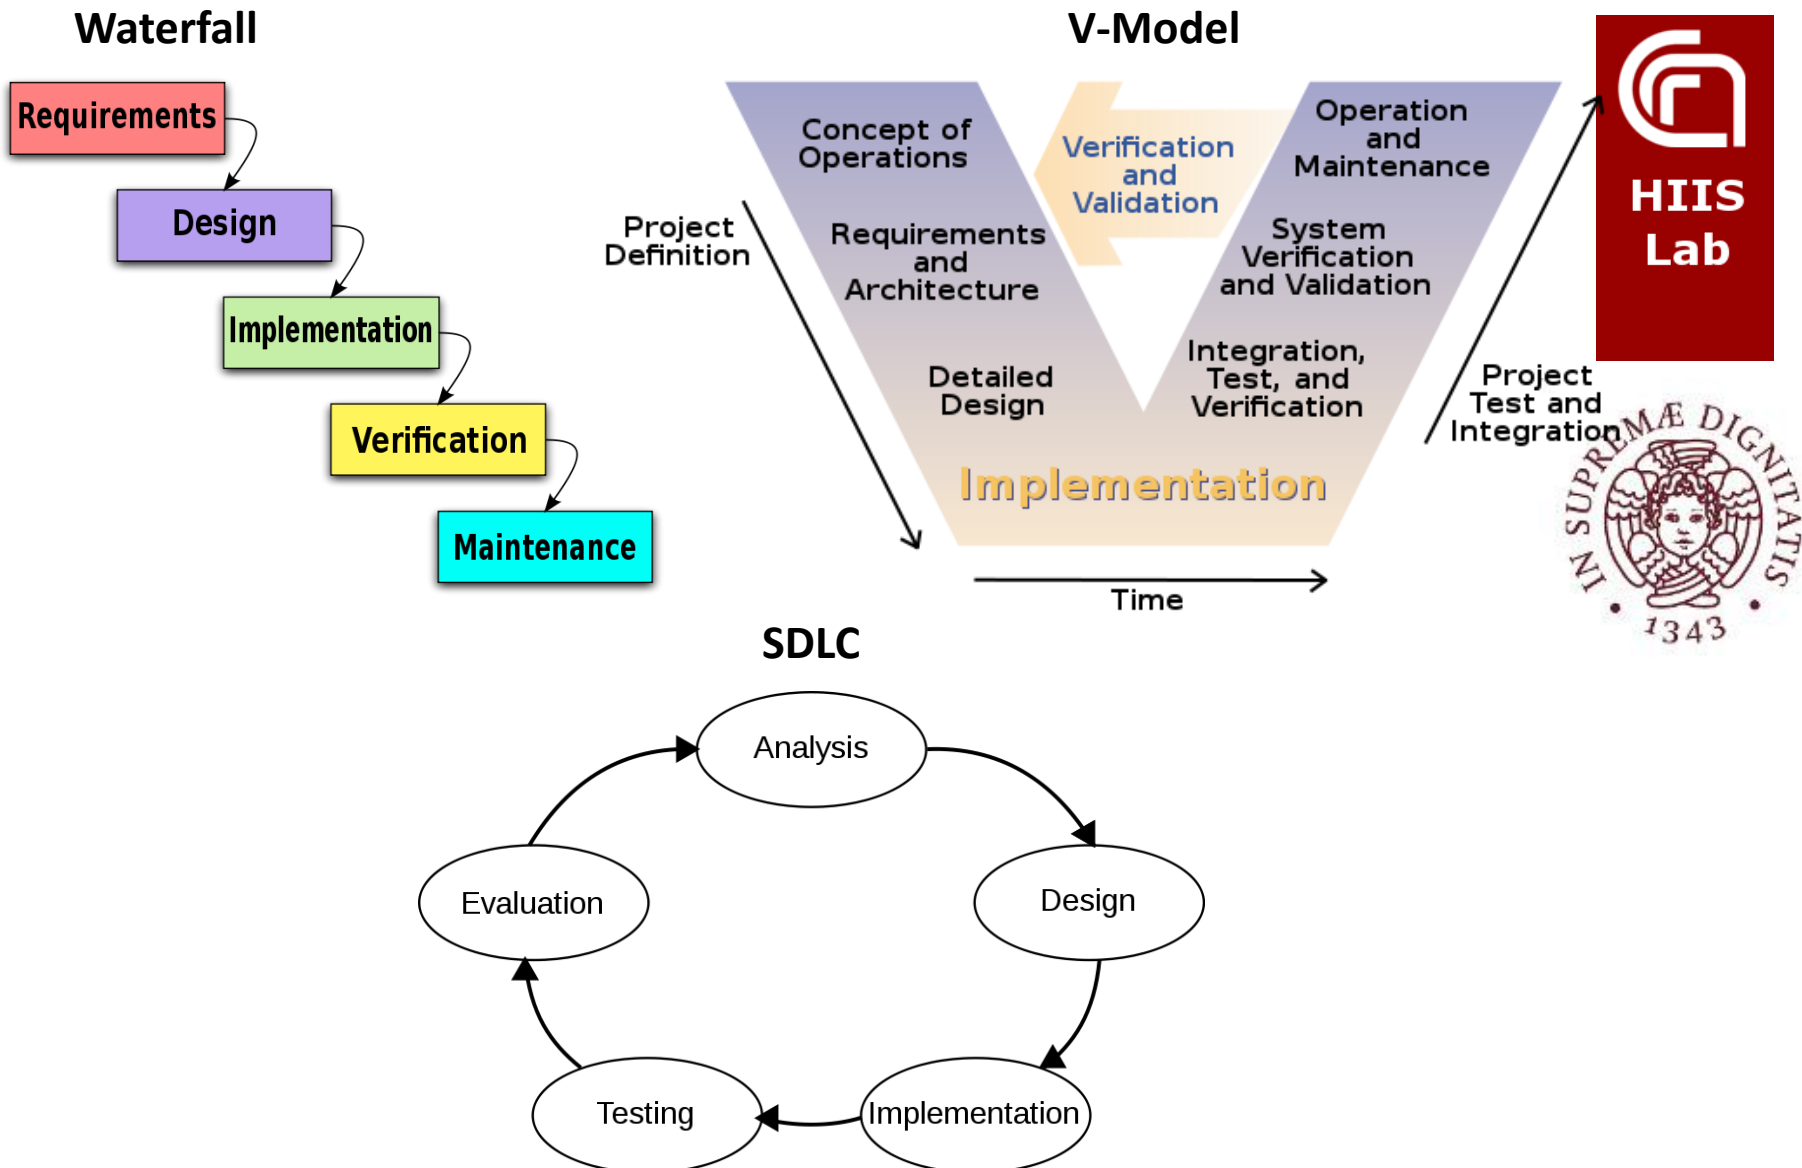 Waterfall
Requirements
Design
Implementation
Verification
Maintenance
V-Model
Concept of
Operations
Requirements
and
Architecture
Detailed
Design
Project
Definition
Verification
and
Validation
Operation
and
Maintenance
System
Verification
and Validation
Integration,
Test, and
Verification
Project
Test and
Integration
Implementation
Time
HIIS
Lab
IN SUPREMÆ DIGNITATIS
1343
SDLC
Analysis
Design
Implementation
Testing
Evaluation